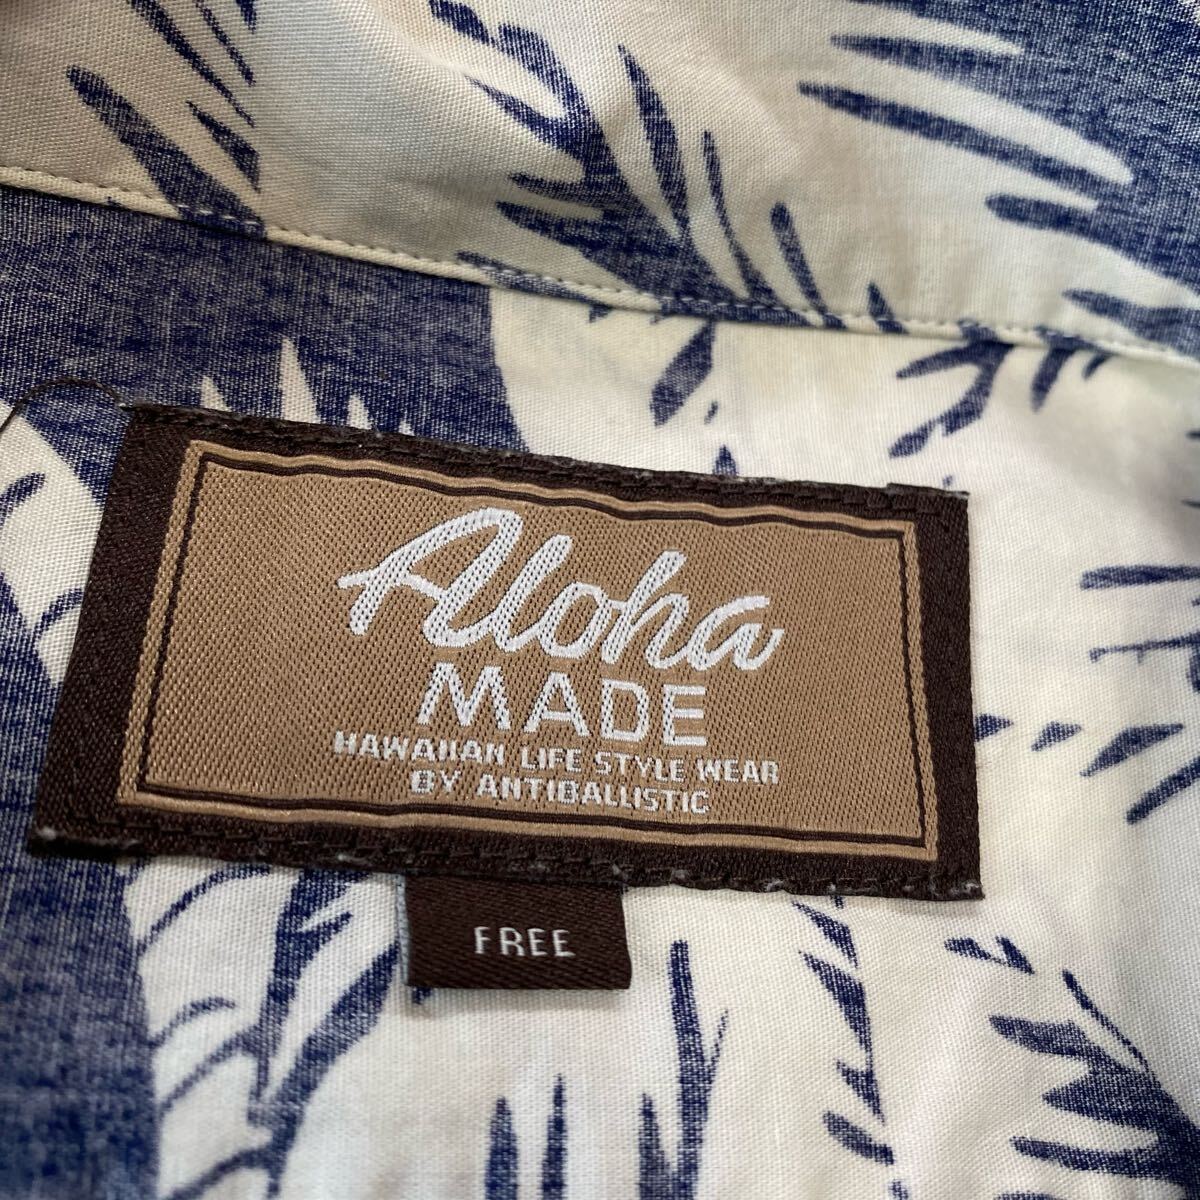 Aloha
MADE
HAWAIIAN LIFE STYLE WEAR
BY ANTIBALLISTIC
FREE